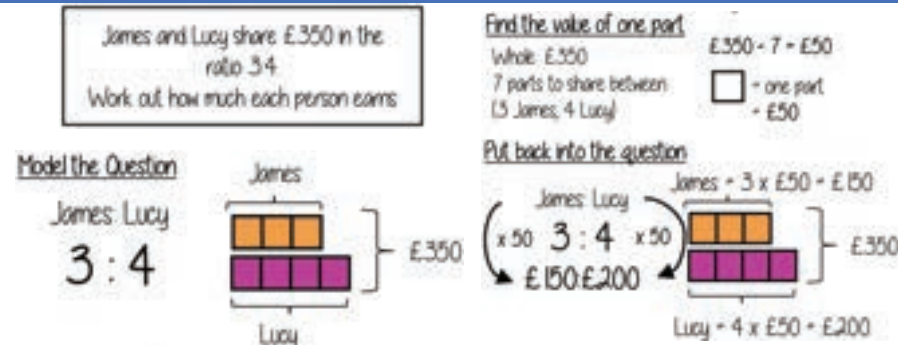 James and Lucy share £350 in the
ratio 3:4
Work out how much each person earns
Model the Question
James: Lucy
3 : 4
James
£350
Lucy
Find the value of one part
Whole: £350
7 parts to share between
(3 James, 4 Lucy)
£350 ÷ 7 = £50
= one part
= £50
Put back into the question
James: Lucy
x 50 3 : 4 x 50
£150:£200
James = 3 x £50 = £150
£350
Lucy = 4 x £50 = £200